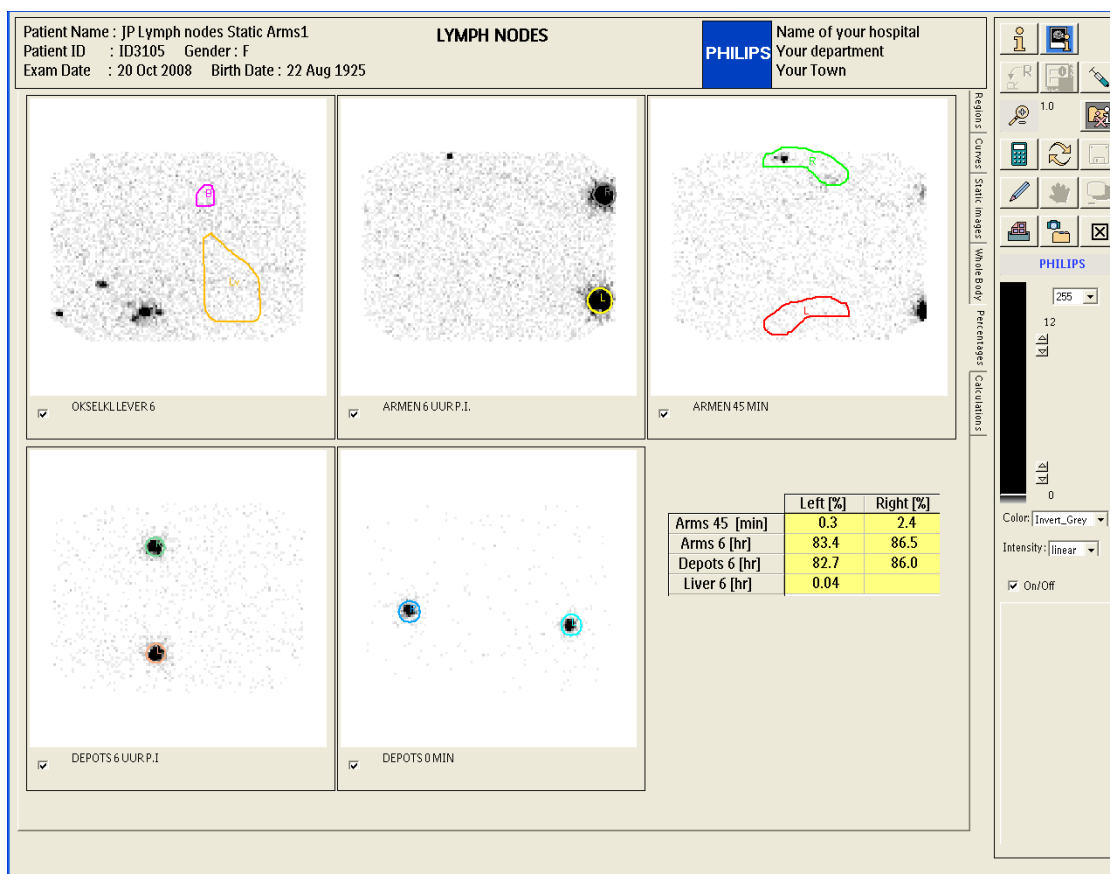 Patient Name : JP Lymph nodes Static Arms1
Patient ID : ID3105 Gender : F
Exam Date : 20 Oct 2008 Birth Date : 22 Aug 1925
LYMPH NODES
PHILIPS
Name of your hospital
Your department
Your Town
R
1.0
Regions
Curves
Static images
Whole Body
Percentages
Calculations
Lv
OKSELKL LEVER 6
R
L
ARMEN 6 UUR P.I.
R
L
ARMEN 45 MIN
L
DEPOTS 6 UUR P.I
L
DEPOTS 0 MIN
Left [%] Right [%]
Arms 45 [min] 0.3 2.4
Arms 6 [hr] 83.4 86.5
Depots 6 [hr] 82.7 86.0
Liver 6 [hr] 0.04
PHILIPS
255
12
0
Color: Invert_Grey
Intensity: linear
On/Off